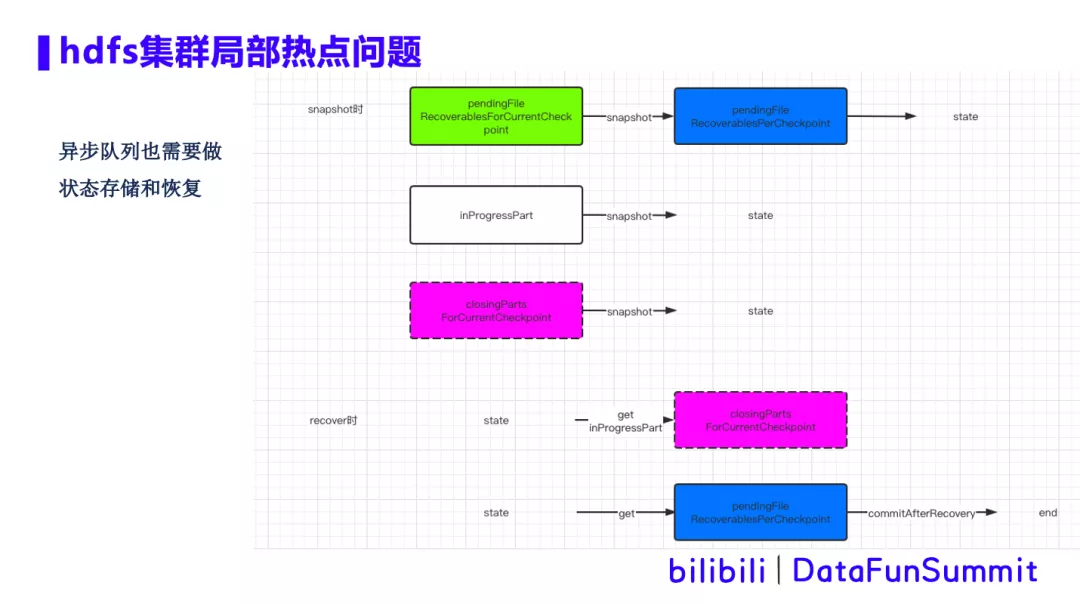 hdfs集群局部热点问题
异步队列也需要做
状态存储和恢复
snapshot时
pendingFile
RecoverablesForCurrentCheck
point
snapshot
pendingFile
RecoverablesPerCheckpoint
state
inProgressPart
snapshot
state
closingParts
ForCurrentCheckpoint
snapshot
state
recover时
state
get
inProgressPart
closingParts
ForCurrentCheckpoint
state
get
pendingFile
RecoverablesPerCheckpoint
commitAfterRecovery
end
bilibili | DataFunSummit